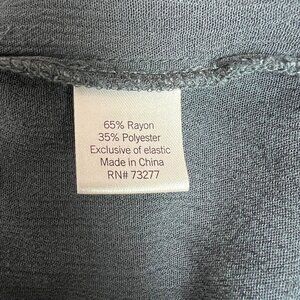 65% Rayon
35% Polyester
Exclusive of elastic
Made in China
RN# 73277